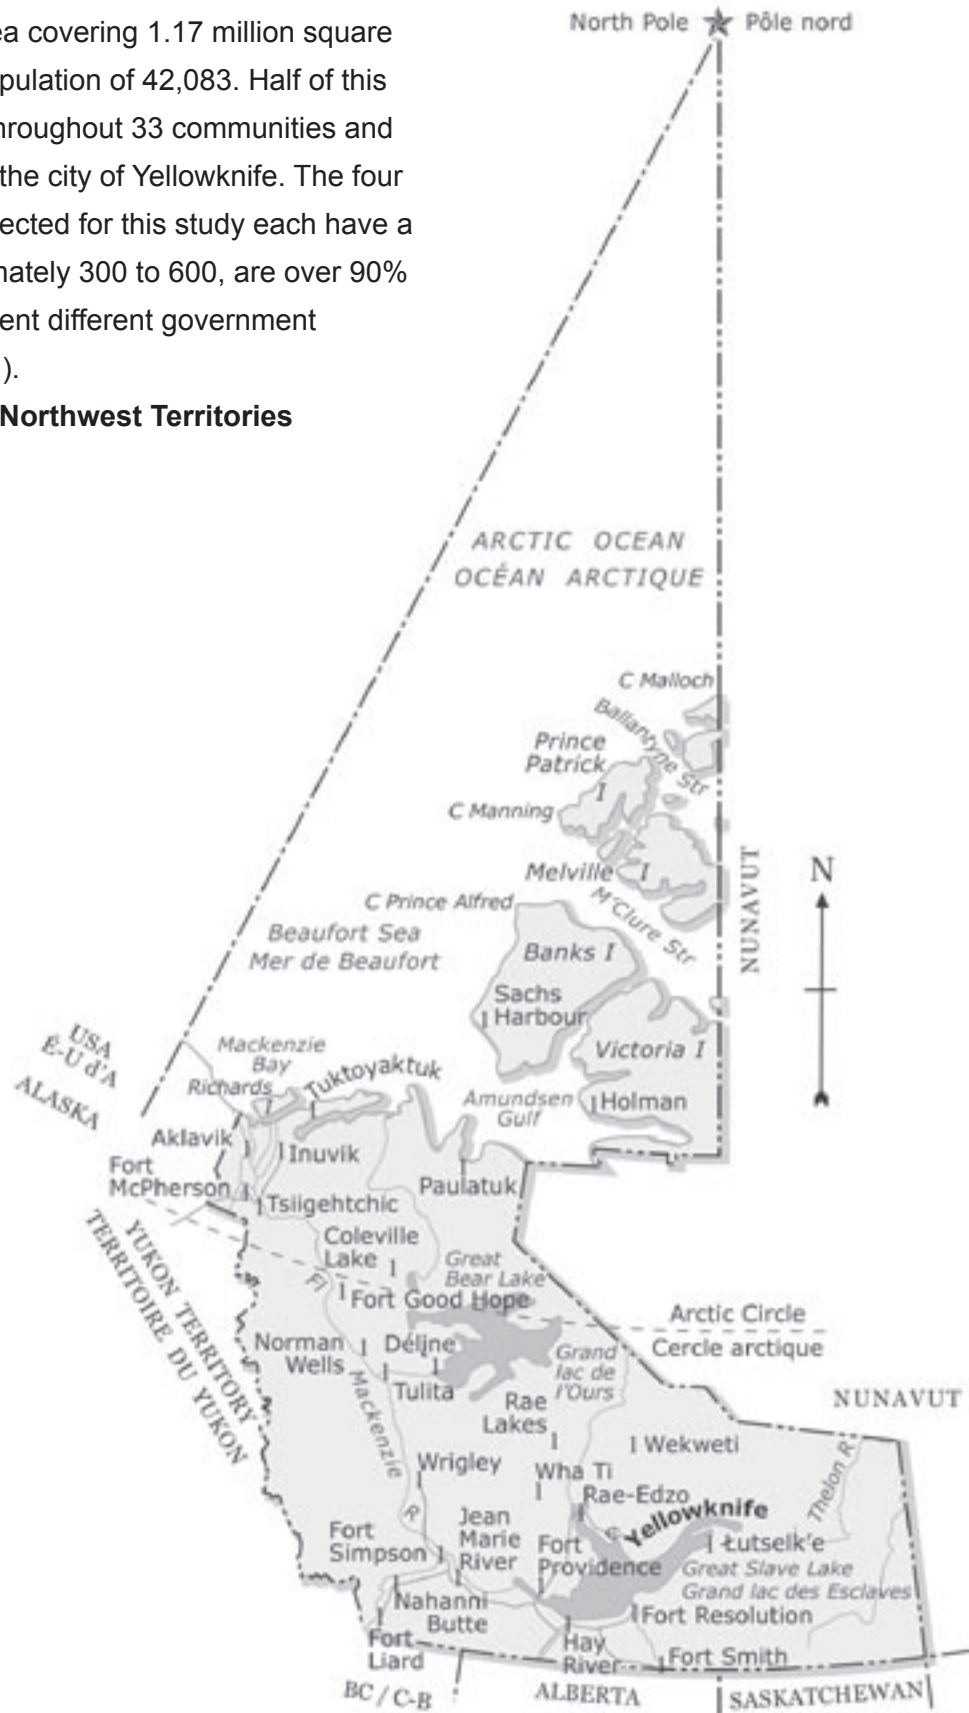 ea covering 1.17 million square
pulation of 42,083. Half of this
hroughout 33 communities and
the city of Yellowknife. The four
ected for this study each have a
nately 300 to 600, are over 90%
ent different government
).
Northwest Territories
North Pole Pôle nord
ARCTIC OCEAN
OCÉAN ARCTIQUE
C Malloch
Ballantyne Str
Prince
Patrick
I
C Manning
Melville I
M'Clure Str
C Prince Alfred
Beaufort Sea
Mer de Beaufort
Banks I
Sachs
Harbour
Victoria I
NUNAVUT
N
USA
É-U d'A
ALASKA
Mackenzie
Bay
Richards I
Tuktoyaktuk
Amundsen
Gulf
Holman
Aklavik
Inuvik
Fort
McPherson
Tsiigehtchic
Paulatuk
YUKON TERRITORY
TERRITOIRE DU YUKON
Coleville
Lake
Great
Bear Lake
Fl
Fort Good Hope
Arctic Circle
Cercle arctique
Norman
Wells
Déljne
Grand
lac de
l'Ours
Tulita
Mackenzie
R
Rae
Lakes
NUNAVUT
Wekweti
Thelon R
Wrigley
Wha Ti
Rae-Edzo
Yellowknife
Jean
Marie
River
Fort
Simpson
Fort
Providence
Łutselk'e
Great Slave Lake
Grand lac des Esclaves
Nahanni
Butte
Fort Resolution
Fort
Liard
Hay
River
Fort Smith
BC / C-B
ALBERTA
SASKATCHEWAN